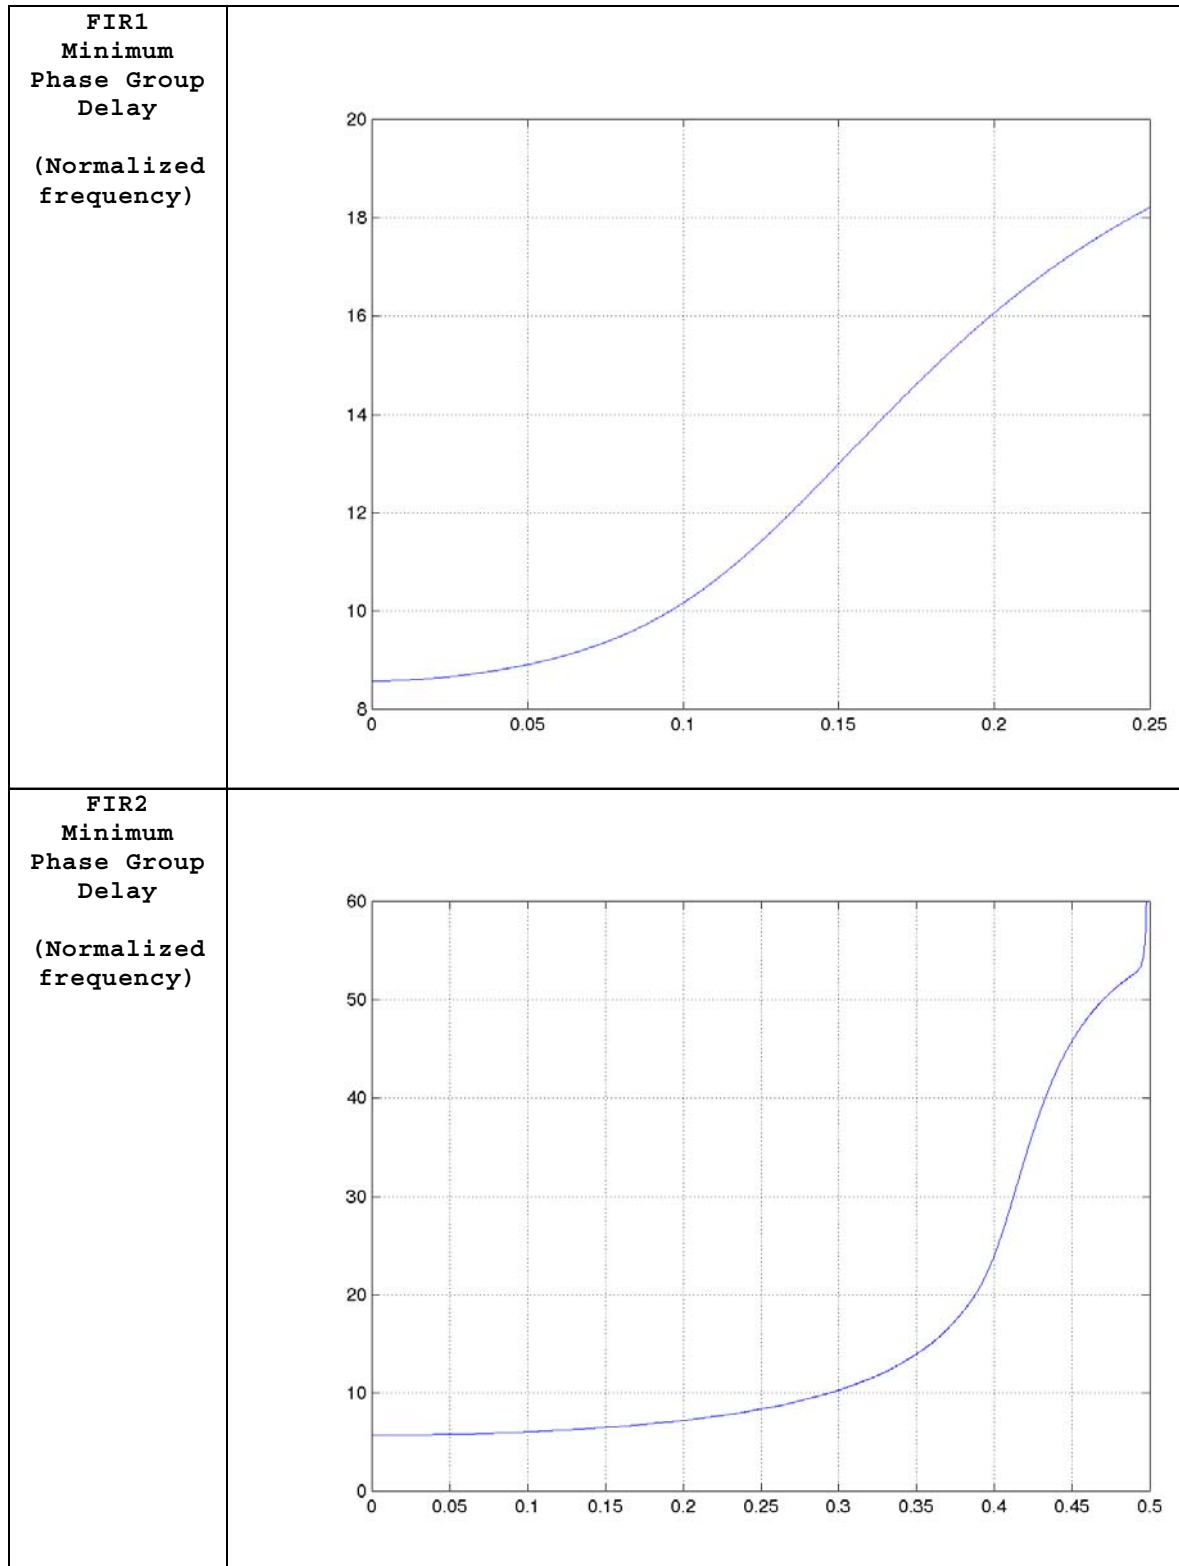 FIR1
Minimum
Phase Group
Delay
(Normalized
frequency)
20
18
16
14
12
10
8
0 0.05 0.1 0.15 0.2 0.25
FIR2
Minimum
Phase Group
Delay
(Normalized
frequency)
60
50
40
30
20
10
0
0 0.05 0.1 0.15 0.2 0.25 0.3 0.35 0.4 0.45 0.5